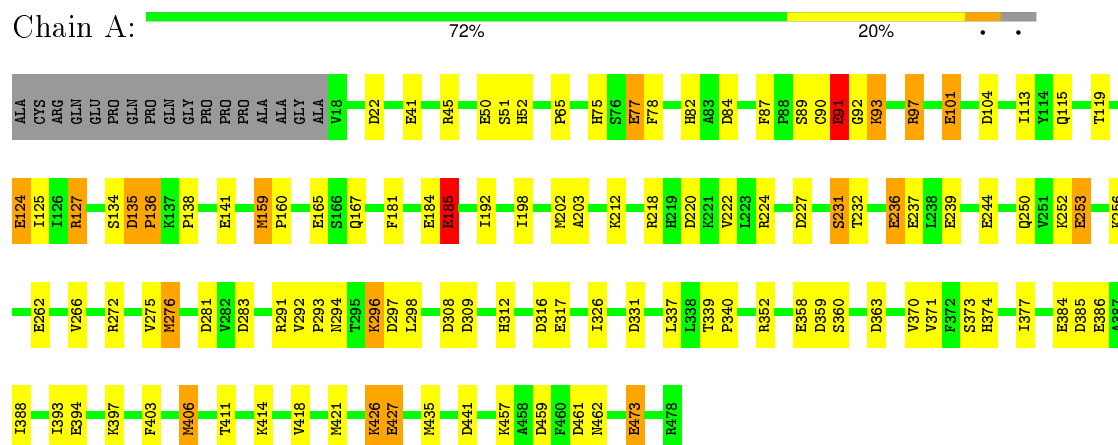 Chain A:
72% 20% • •
ALA CYS ARG GLN GLU PRO GLN PRO GLN GLY PRO PRO PRO ALA ALA GLY ALA V18 D22 E41 R45 E50 S51 H52 P65 H75 S76 E77 F78 H82 A83 D84 F87 P88 S89 C90 E91 G92 K93 R97 E101 D104 I113 Y114 Q115 T119
E124 I125 I126 R127 S134 D135 P136 K137 P138 E141 M159 P160 E165 S166 Q167 F181 E184 E185 I192 I198 M202 A203 K212 R218 H219 D220 K221 V222 L223 R224 D227 S231 T232 E236 E237 L238 E239 E244 Q250 V251 K252 E253 K256
E262 V266 R272 V275 M276 D281 V282 D283 R291 V292 P293 N294 T295 K296 D297 L298 D308 D309 H312 D316 E317 I326 D331 L337 L338 T339 P340 R352 E358 D359 S360 D363 V370 V371 F372 S373 H374 I377 E384 D385 E386 A387
I388 I393 E394 K397 F403 M406 T411 K414 V418 M421 K426 E427 M435 D441 K457 A458 D459 F460 D461 N462 E473 R478